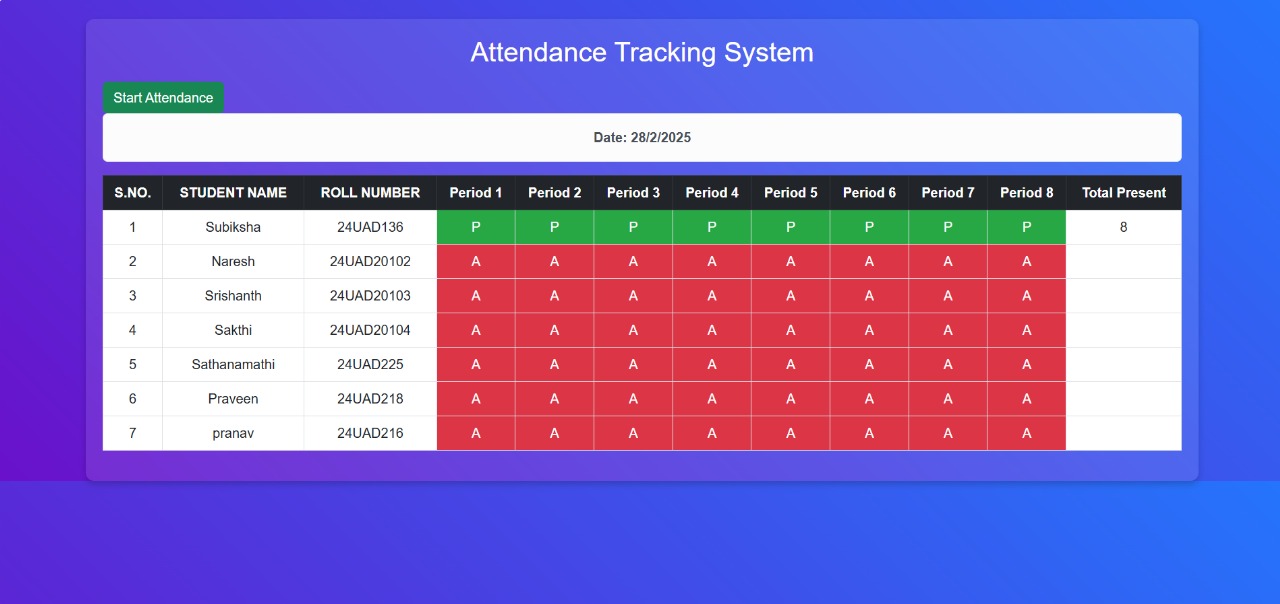 Attendance Tracking System
Start Attendance
Date: 28/2/2025
S.NO. STUDENT NAME ROLL NUMBER Period 1 Period 2 Period 3 Period 4 Period 5 Period 6 Period 7 Period 8 Total Present
1 Subiksha 24UAD136 P P P P P P P P 8
2 Naresh 24UAD20102 A A A A A A A A
3 Srishanth 24UAD20103 A A A A A A A A
4 Sakthi 24UAD20104 A A A A A A A A
5 Sathanamathi 24UAD225 A A A A A A A A
6 Praveen 24UAD218 A A A A A A A A
7 pranav 24UAD216 A A A A A A A A